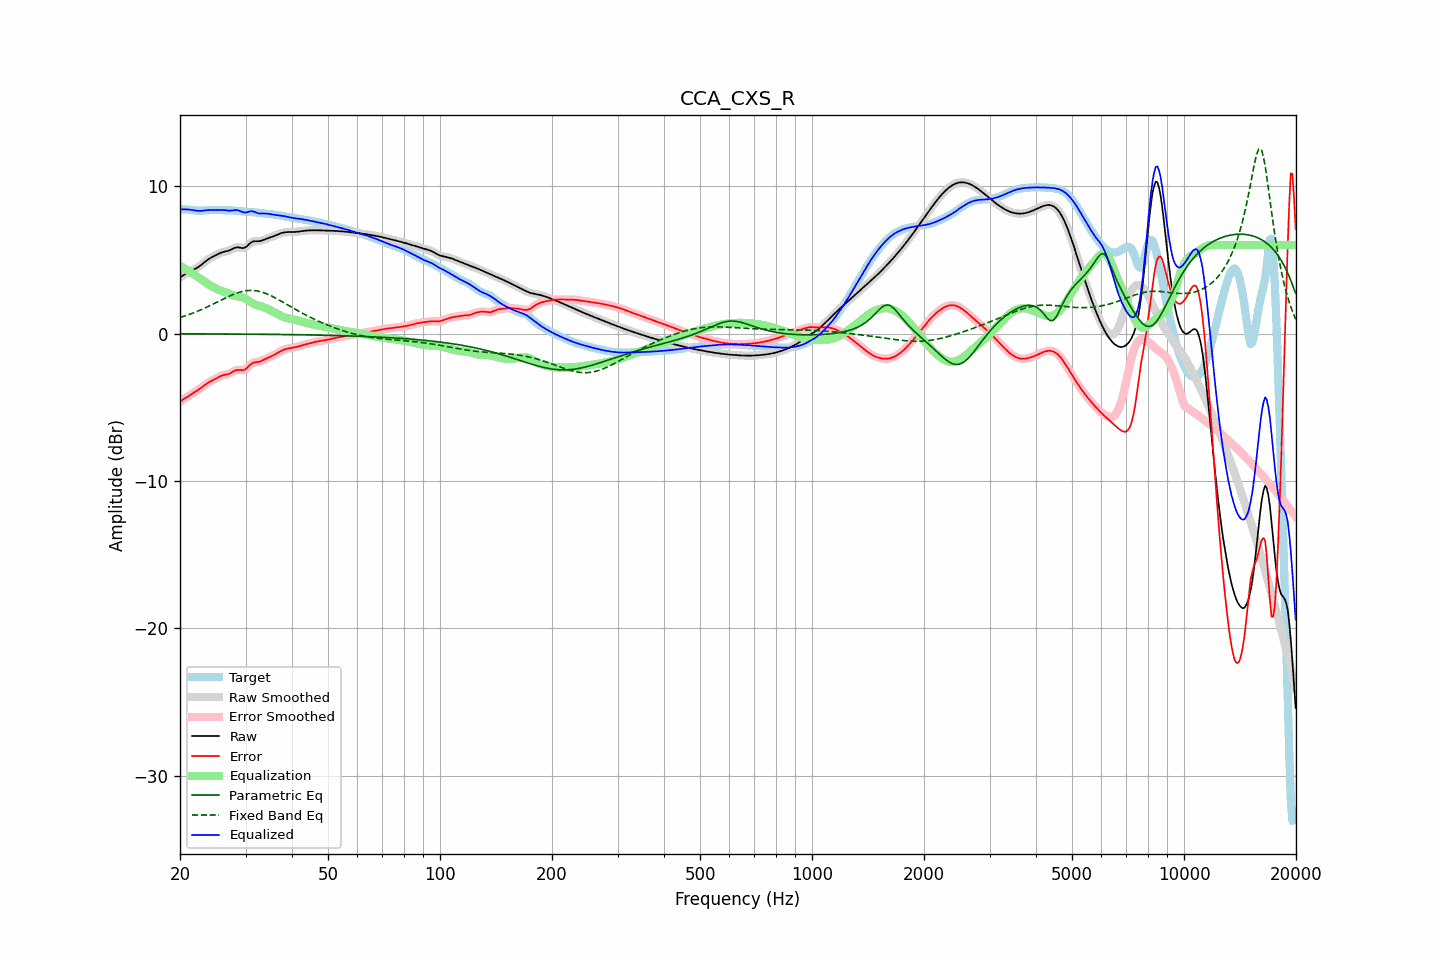 CCA_CXS_R
Amplitude (dBr)
10
0
−10
−20
−30
Target
Raw Smoothed
Error Smoothed
Raw
Error
Equalization
Parametric Eq
Fixed Band Eq
Equalized
20 50 100 200 500 1000 2000 5000 10000 20000
Frequency (Hz)